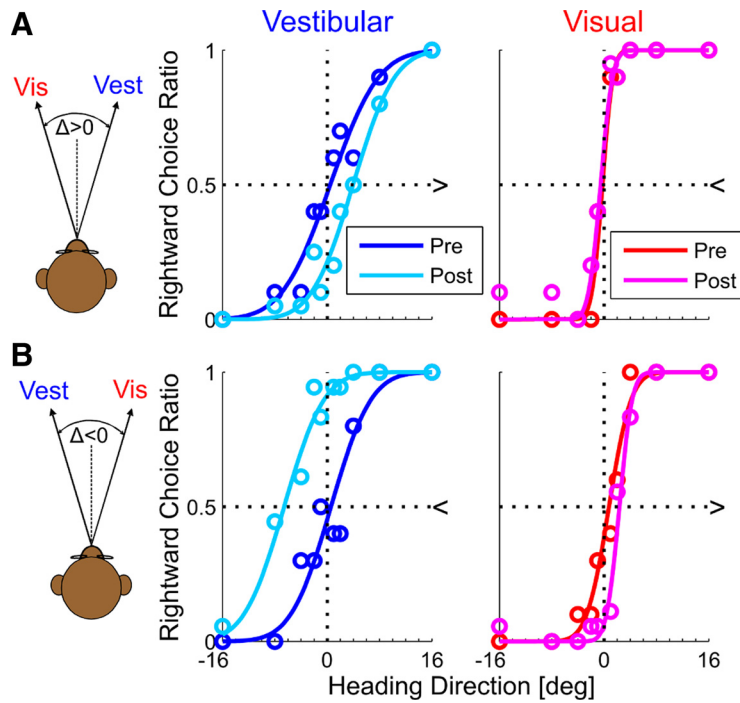 A
Vestibular
Visual
Vis
Vest
Δ>0
Rightward Choice Ratio
1
0.5
0
>
<
Pre
Post
Pre
Post
B
Vest
Vis
Δ<0
Rightward Choice Ratio
1
0.5
0
<
>
-16
0
16
-16
0
16
Heading Direction [deg]